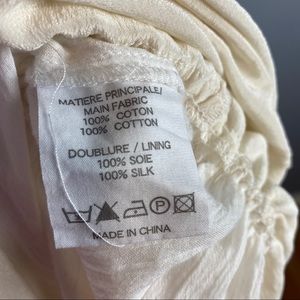 MATIERE PRINCIPALE/
MAIN FABRIC
100% COTON
100% COTTON
DOUBLURE / LINING
100% SOIE
100% SILK
MADE IN CHINA